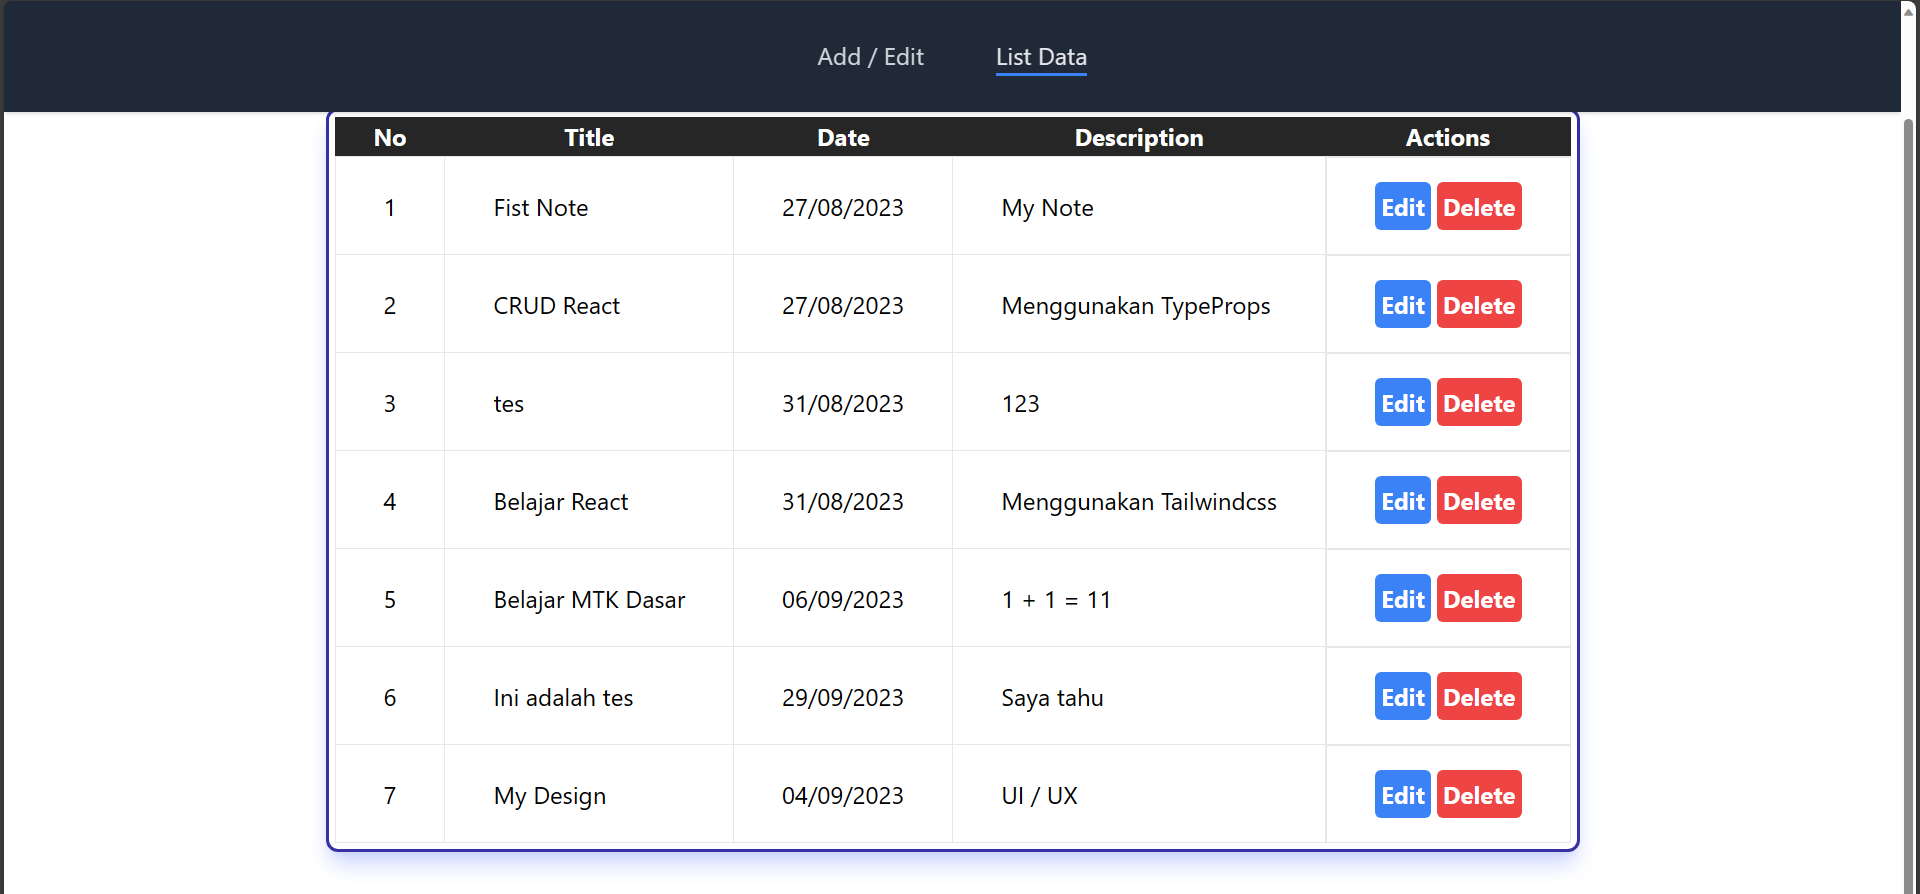 Add / Edit List Data
No Title Date Description Actions
1 Fist Note 27/08/2023 My Note Edit Delete
2 CRUD React 27/08/2023 Menggunakan TypeProps Edit Delete
3 tes 31/08/2023 123 Edit Delete
4 Belajar React 31/08/2023 Menggunakan Tailwindcss Edit Delete
5 Belajar MTK Dasar 06/09/2023 1 + 1 = 11 Edit Delete
6 Ini adalah tes 29/09/2023 Saya tahu Edit Delete
7 My Design 04/09/2023 UI / UX Edit Delete